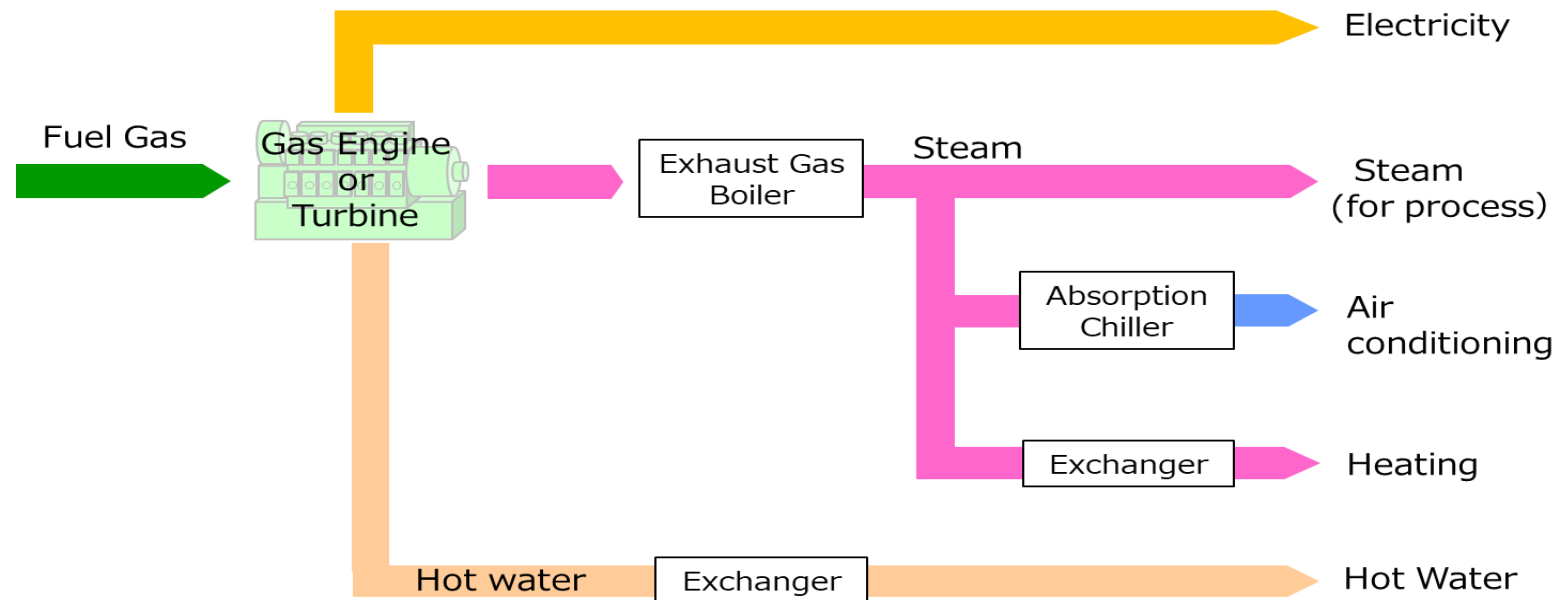 Electricity
Fuel Gas
Gas Engine
or
Turbine
Exhaust Gas
Boiler
Steam
Steam
(for process)
Absorption
Chiller
Air
conditioning
Exchanger
Heating
Hot water
Exchanger
Hot Water